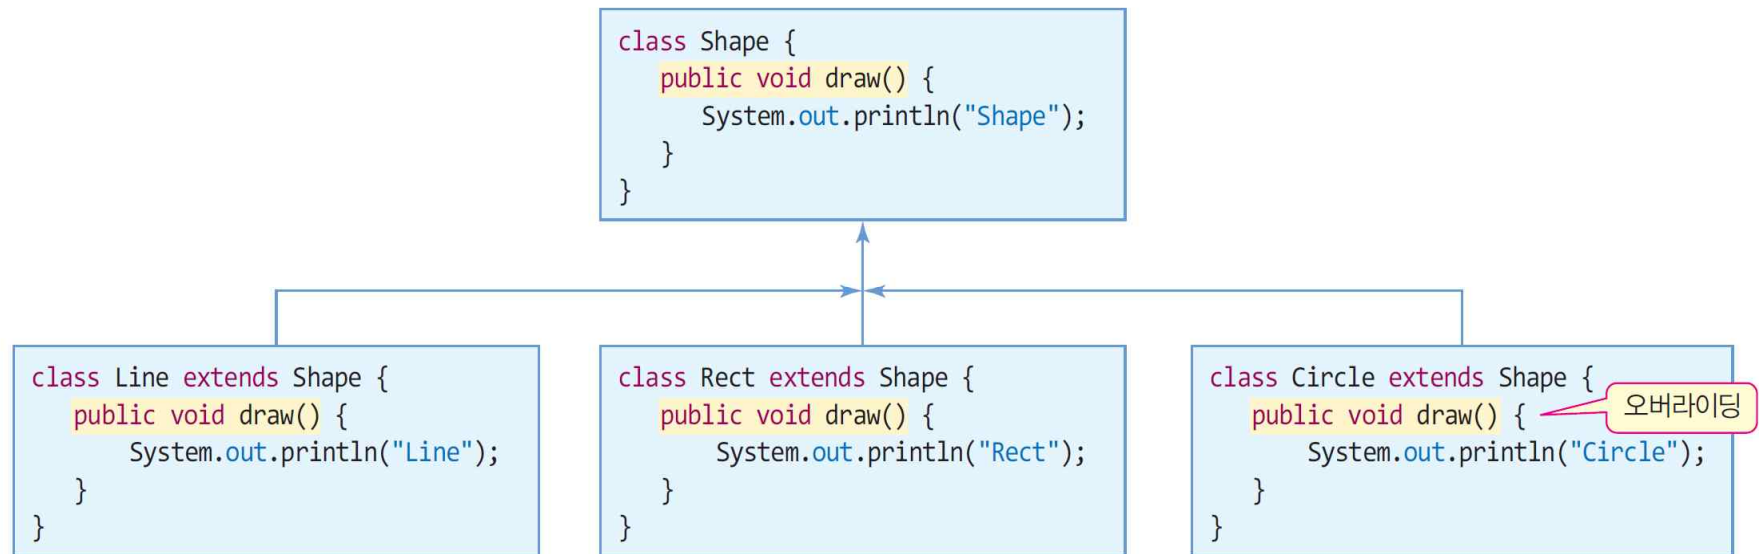 class Shape {
public void draw() {
System.out.println("Shape");
}
}
class Line extends Shape {
public void draw() {
System.out.println("Line");
}
}
class Rect extends Shape {
public void draw() {
System.out.println("Rect");
}
}
class Circle extends Shape {
public void draw() {
System.out.println("Circle");
}
}
오버라이딩